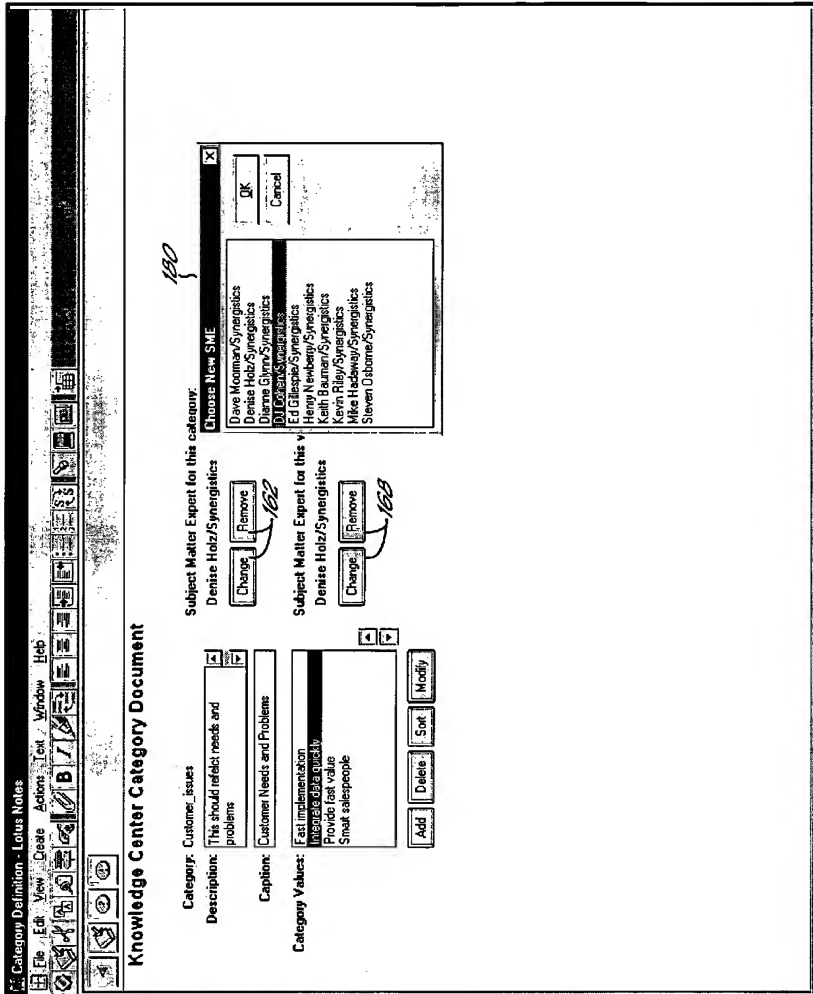 Category Definition - Lotus Notes
File Edit View Create Actions Text Window Help
B I
Knowledge Center Category Document
Category: Customer_issues
Description: This should refelct needs and
problems
Caption: Customer Needs and Problems
Category Values: Fast implementation
Integrate data quickly
Provide fast value
Smart salespeople
Add Delete Sort Modify
Subject Matter Expert for this category:
Denise Holz/Synergistics
Change Remove
162
Subject Matter Expert for this v
Denise Holz/Synergistics
Change Remove
168
180
Choose New SME
Dave Moorman/Synergistics
Denise Holz/Synergistics
Dianne Glynn/Synergistics
DJ Cohen/Synergistics
Ed Gillespie/Synergistics
Henry Newberry/Synergistics
Keith Bauman/Synergistics
Kevin Riley/Synergistics
Mike Hadaway/Synergistics
Steven Osborne/Synergistics
OK
Cancel